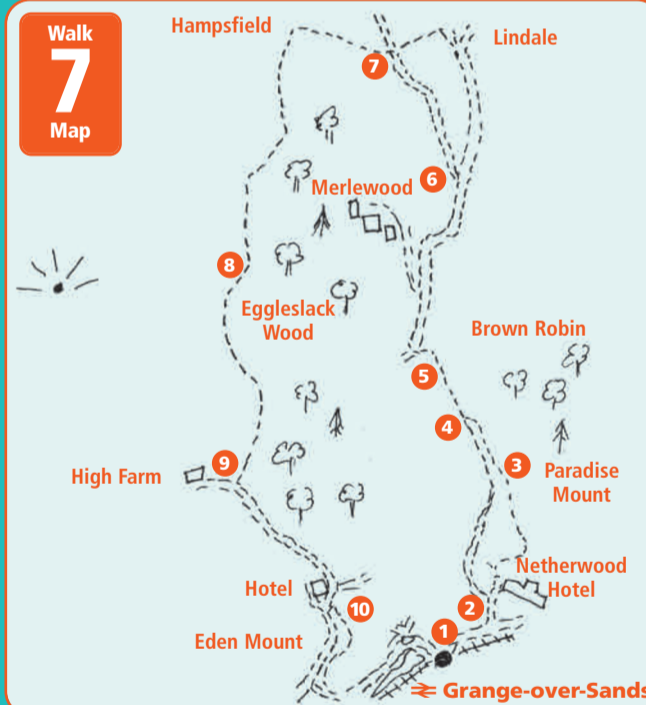 Walk
7
Map
Hampsfield
Lindale
7
6
Merlewood
8
Eggleslack
Wood
Brown Robin
5
4
3
Paradise
Mount
9
High Farm
Netherwood
Hotel
Hotel
2
10
1
Eden Mount
Grange-over-Sands